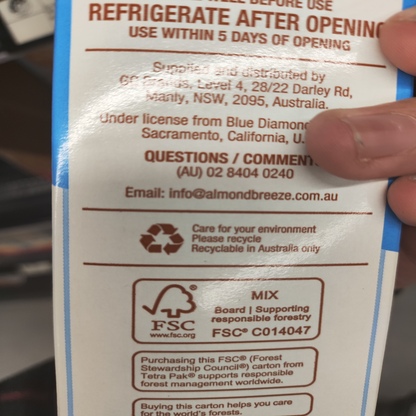 WELL BEFORE USE
REFRIGERATE AFTER OPENING
USE WITHIN 5 DAYS OF OPENING
Supplied and distributed by
Level 4, 28/22 Darley Rd,
Manly, NSW, 2095, Australia.
Under license from Blue Diamon
Sacramento, California, U.
QUESTIONS / COMMENT
(AU) 02 8404 0240
Email: info@almondbreeze.com.au
Care for your environment
Please recycle
Recyclable in Australia only
FSC
www.fsc.org
MIX
Board | Supporting
responsible forestry
FSC® C014047
Purchasing this FSC® (Forest
Stewardship Council®) carton from
Tetra Pak® supports responsible
forest management worldwide.
Buying this carton helps you care
for the world's forests.